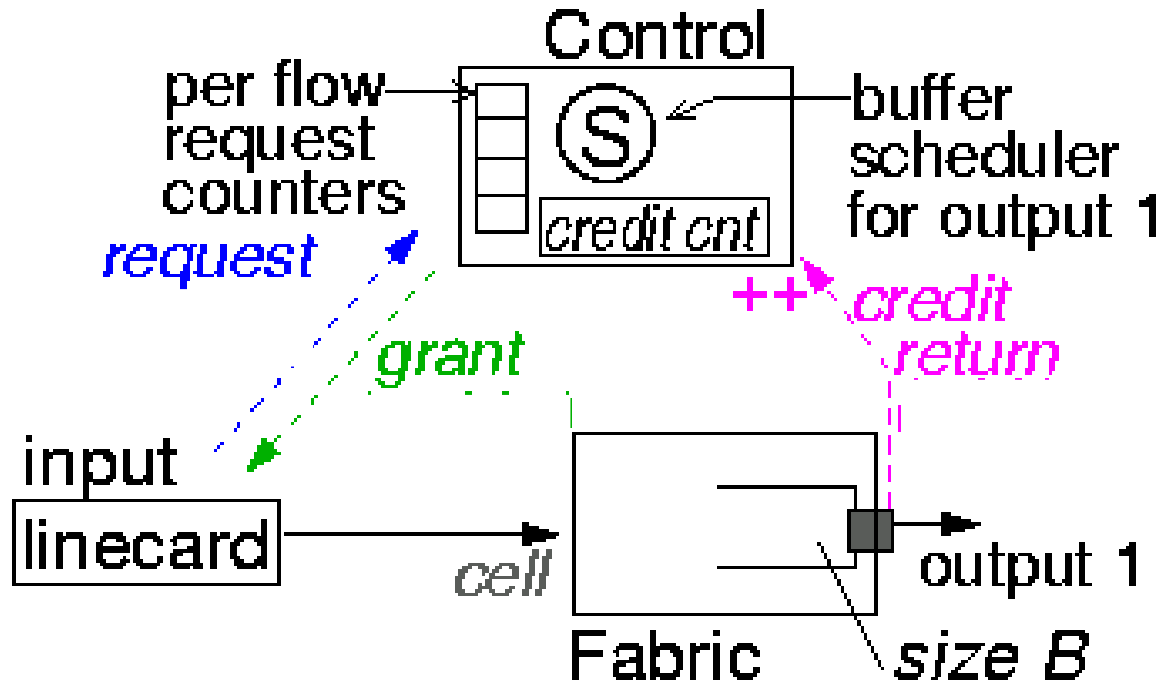 Control
per flow
request
counters
S
credit cnt
buffer
scheduler
for output 1
request
grant
++
credit
return
input
linecard
cell
output 1
Fabric
size B